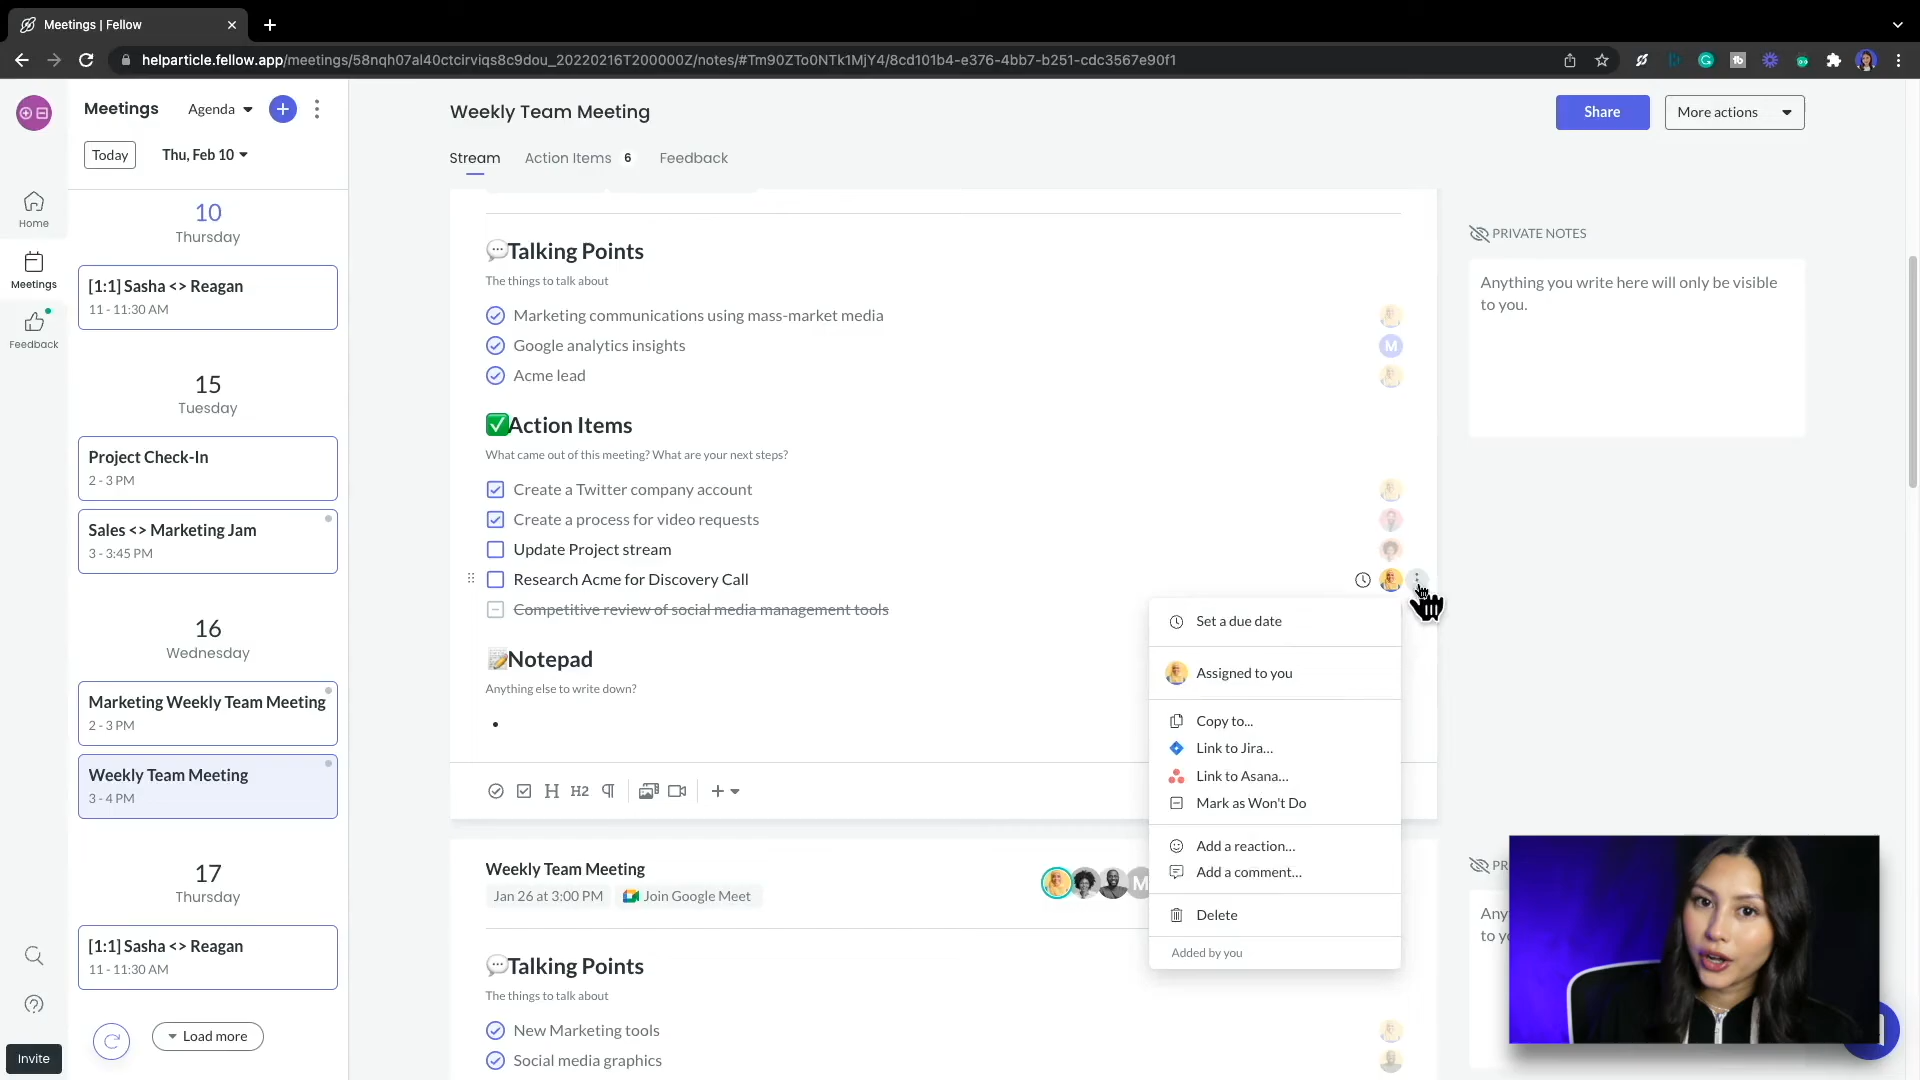 Meetings | Fellow
helparticle.fellow.app/meetings/58nqh07al40ctcirviqs8c9dou_20220216T200000Z/notes/#Tm90ZTo0NTk1MjY4/8cd101b4-e376-4bb7-b251-cdc3567e90f1
Meetings
Agenda
Today
Thu, Feb 10
Home
Meetings
Feedback
10
Thursday
[1:1] Sasha <> Reagan
11 - 11:30 AM
15
Tuesday
Project Check-In
2 - 3 PM
Sales <> Marketing Jam
3 - 3:45 PM
16
Wednesday
Marketing Weekly Team Meeting
2 - 3 PM
Weekly Team Meeting
3 - 4 PM
17
Thursday
[1:1] Sasha <> Reagan
11 - 11:30 AM
Load more
Invite
Weekly Team Meeting
Share
More actions
Stream
Action Items 6
Feedback
💬Talking Points
The things to talk about
Marketing communications using mass-market media
Google analytics insights
M
Acme lead
✅Action Items
What came out of this meeting? What are your next steps?
Create a Twitter company account
Create a process for video requests
Update Project stream
Research Acme for Discovery Call
Competitive review of social media management tools
📝Notepad
Anything else to write down?
H H2
Set a due date
Assigned to you
Copy to...
Link to Jira...
Link to Asana...
Mark as Won't Do
Add a reaction...
Add a comment...
Delete
Added by you
Weekly Team Meeting
Jan 26 at 3:00 PM
Join Google Meet
M
💬Talking Points
The things to talk about
New Marketing tools
Social media graphics
PRIVATE NOTES
Anything you write here will only be visible
to you.
PR
Any
to yo